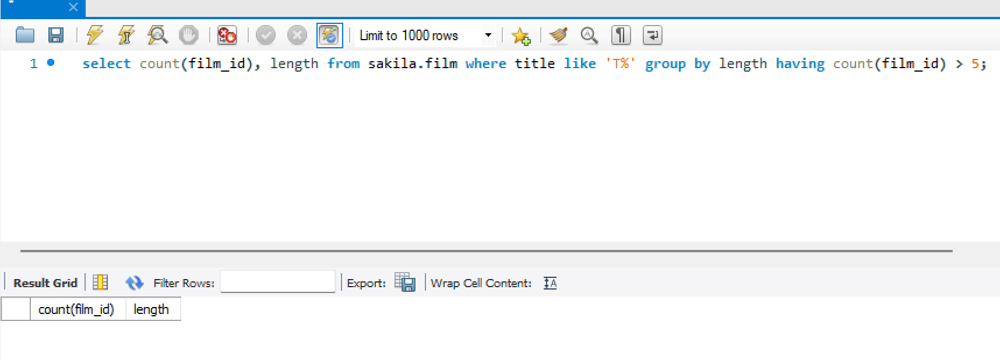 Limit to 1000 rows
1 select count(film_id), length from sakila.film where title like 'T%' group by length having count(film_id) > 5;
Result Grid Filter Rows: Export: Wrap Cell Content:
count(film_id) length